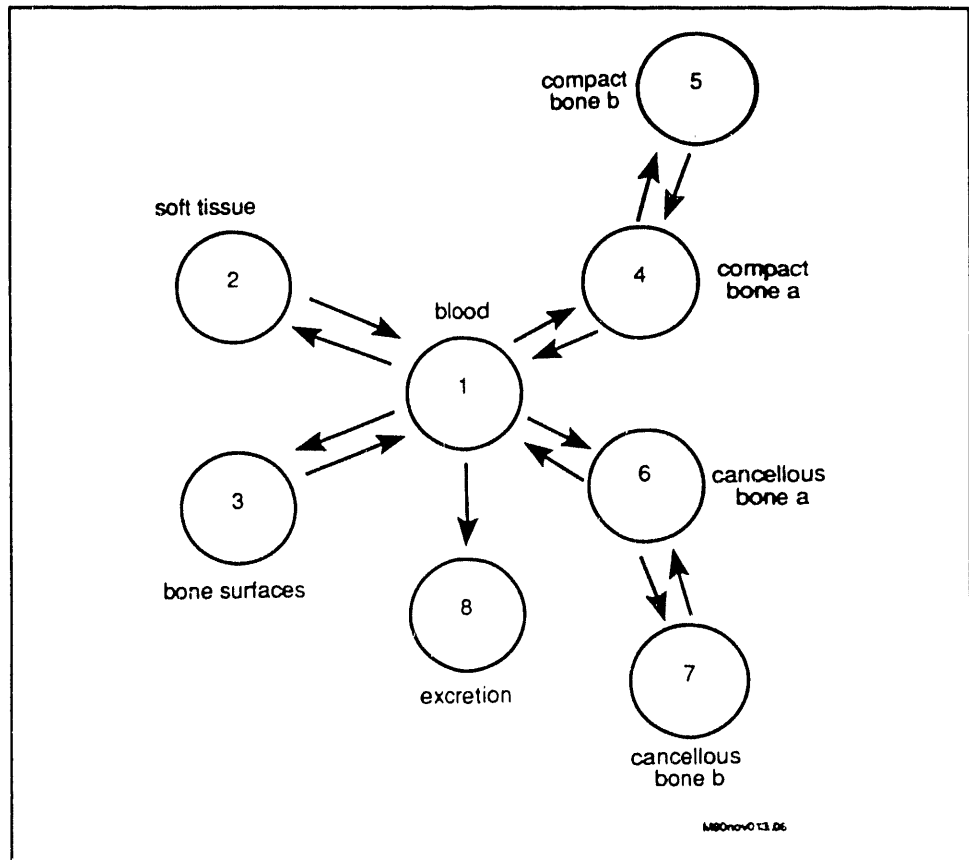 compact
bone b
5
soft tissue
2
4
compact
bone a
blood
1
6
cancellous
bone a
3
bone surfaces
8
excretion
7
cancellous
bone b